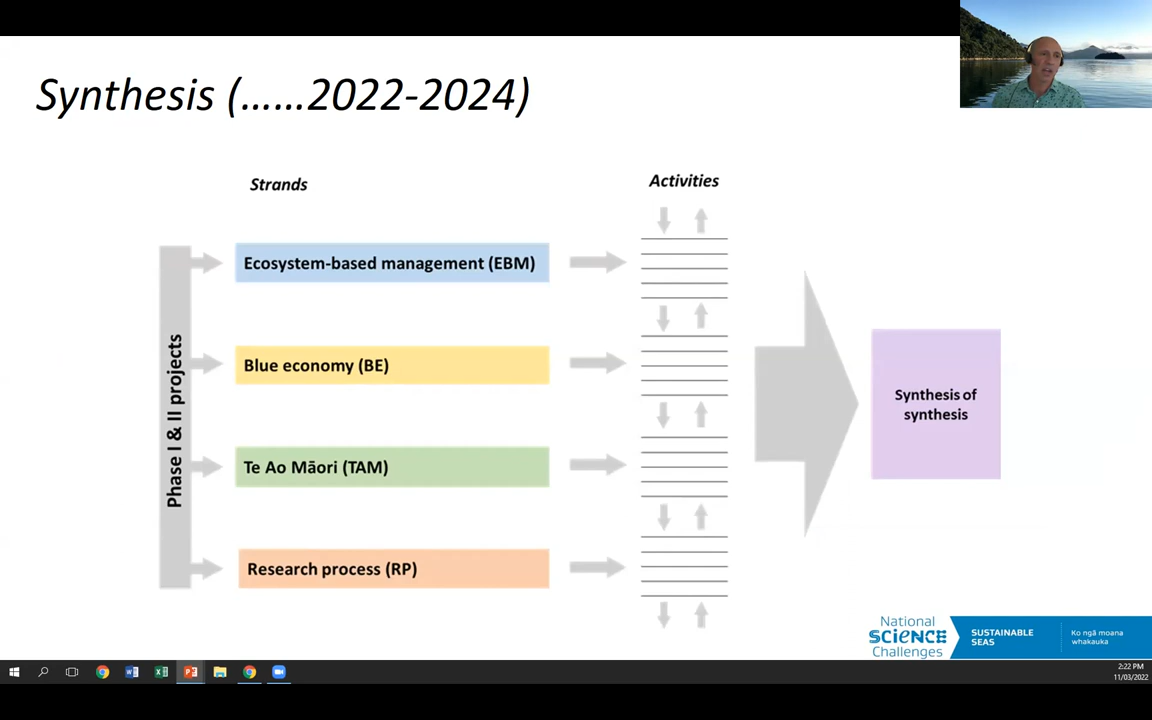 Synthesis (......2022-2024)
Strands
Activities
Phase I & II projects
Ecosystem-based management (EBM)
Blue economy (BE)
Te Ao Māori (TAM)
Research process (RP)
Synthesis of
synthesis
National
SCiENCE
Challenges
SUSTAINABLE
SEAS
Ko ngā moana
whakauka
2:22 PM
11/03/2022